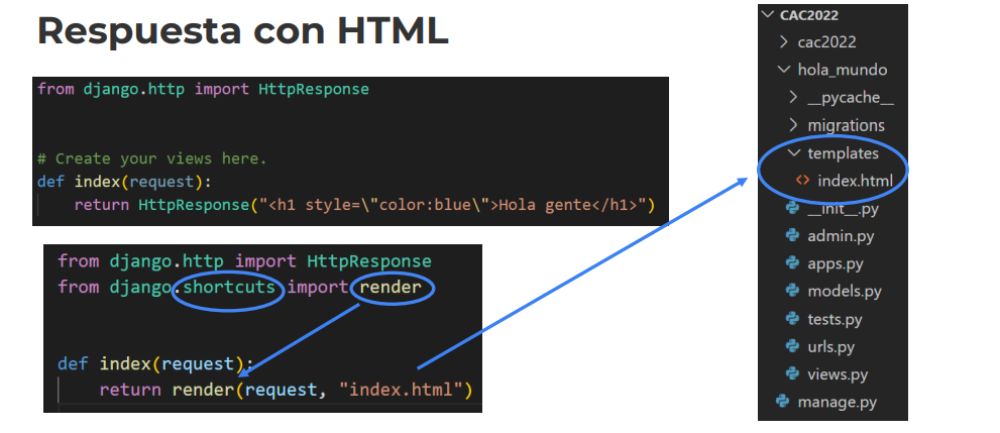 Respuesta con HTML
from django.http import HttpResponse
# Create your views here.
def index(request):
    return HttpResponse("<h1 style=\"color:blue\">Hola gente</h1>")
from django.http import HttpResponse
from django.shortcuts import render
def index(request):
    return render(request, "index.html")
CAC2022
cac2022
hola_mundo
__pycache__
migrations
templates
<> index.html
__init__.py
admin.py
apps.py
models.py
tests.py
urls.py
views.py
manage.py